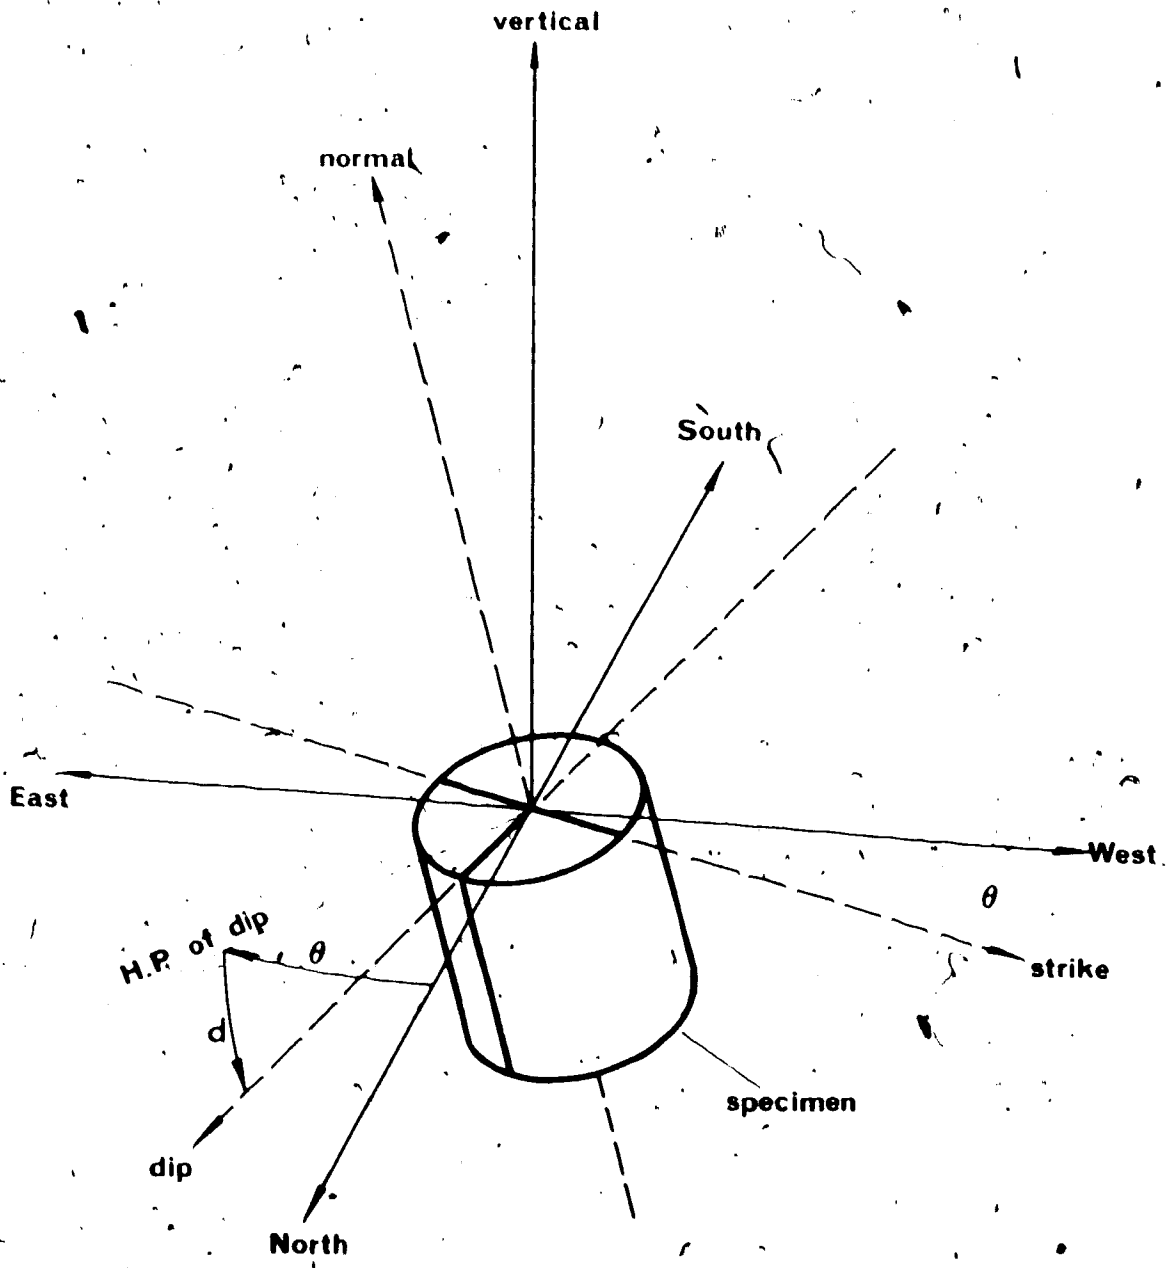 vertical
normal
South
East
West
θ
H.P. of dip
θ
strike
d
specimen
dip
North